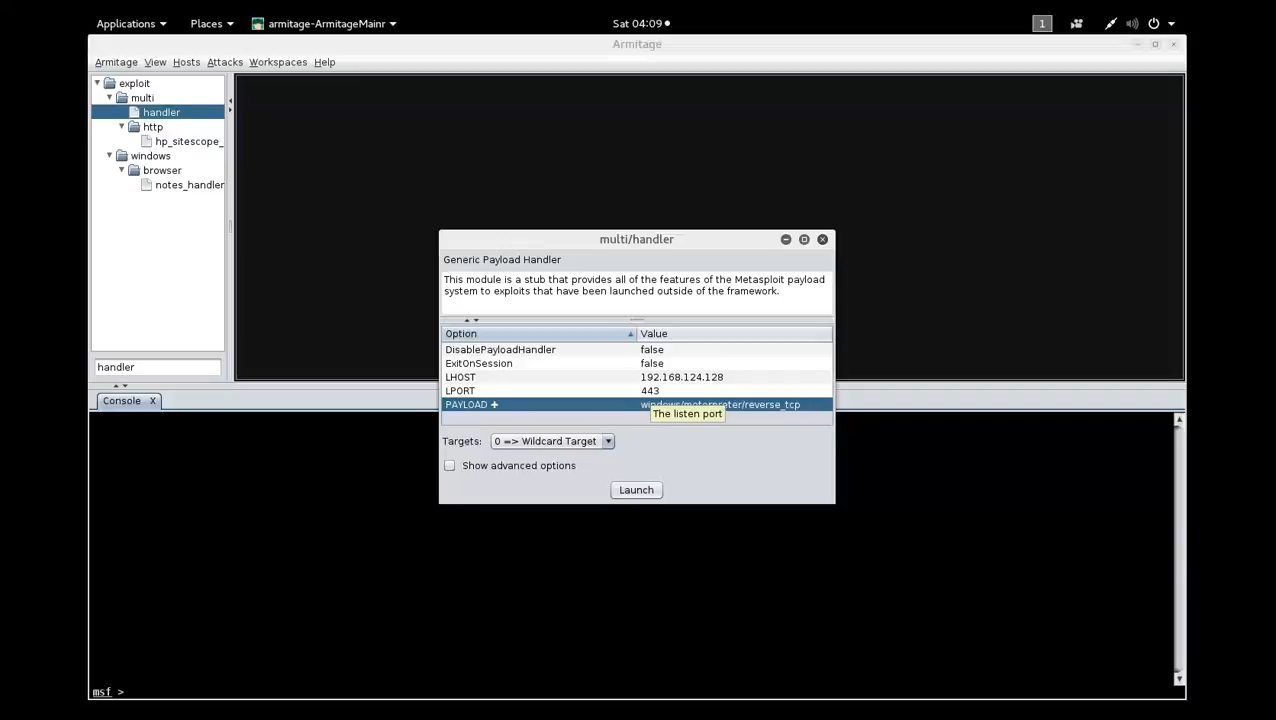 Applications Places armitage-ArmitageMainr Sat 04:09 1
Armitage
Armitage View Hosts Attacks Workspaces Help
exploit
multi
handler
http
hp_sitescope_
windows
browser
notes_handler
handler
multi/handler
Generic Payload Handler
This module is a stub that provides all of the features of the Metasploit payload
system to exploits that have been launched outside of the framework.
Option Value
DisablePayloadHandler false
ExitOnSession false
LHOST 192.168.124.128
LPORT 443
PAYLOAD + windows/meterpreter/reverse_tcp
The listen port
Targets: 0 => Wildcard Target
Show advanced options
Launch
Console X
msf >